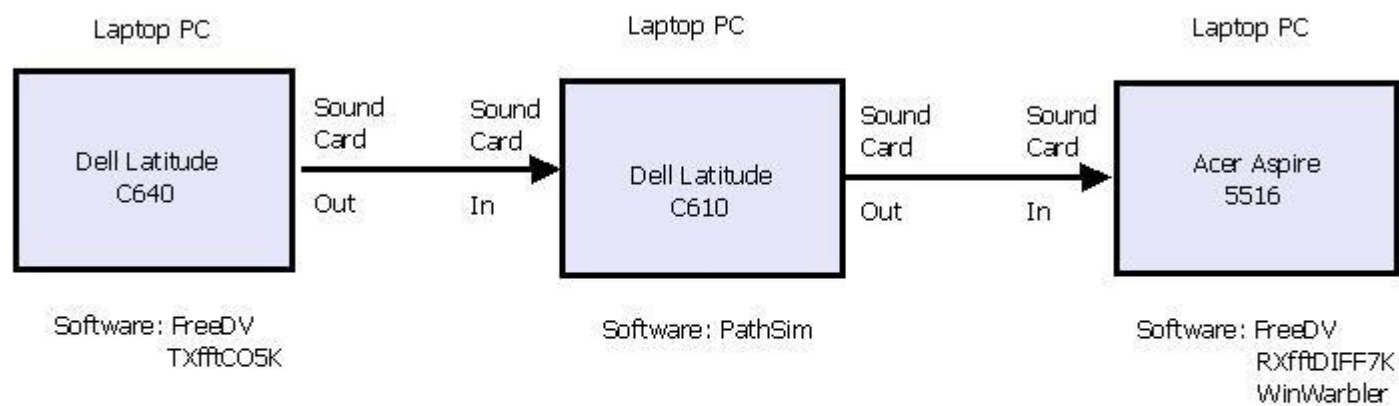 Laptop PC
Laptop PC
Laptop PC
Dell Latitude
C640
Sound
Card
Out
Sound
Card
In
Dell Latitude
C610
Sound
Card
Out
Sound
Card
In
Acer Aspire
5516
Software: FreeDV
TXfftCO5K
Software: PathSim
Software: FreeDV
RXfftDIFF7K
WinWarbler